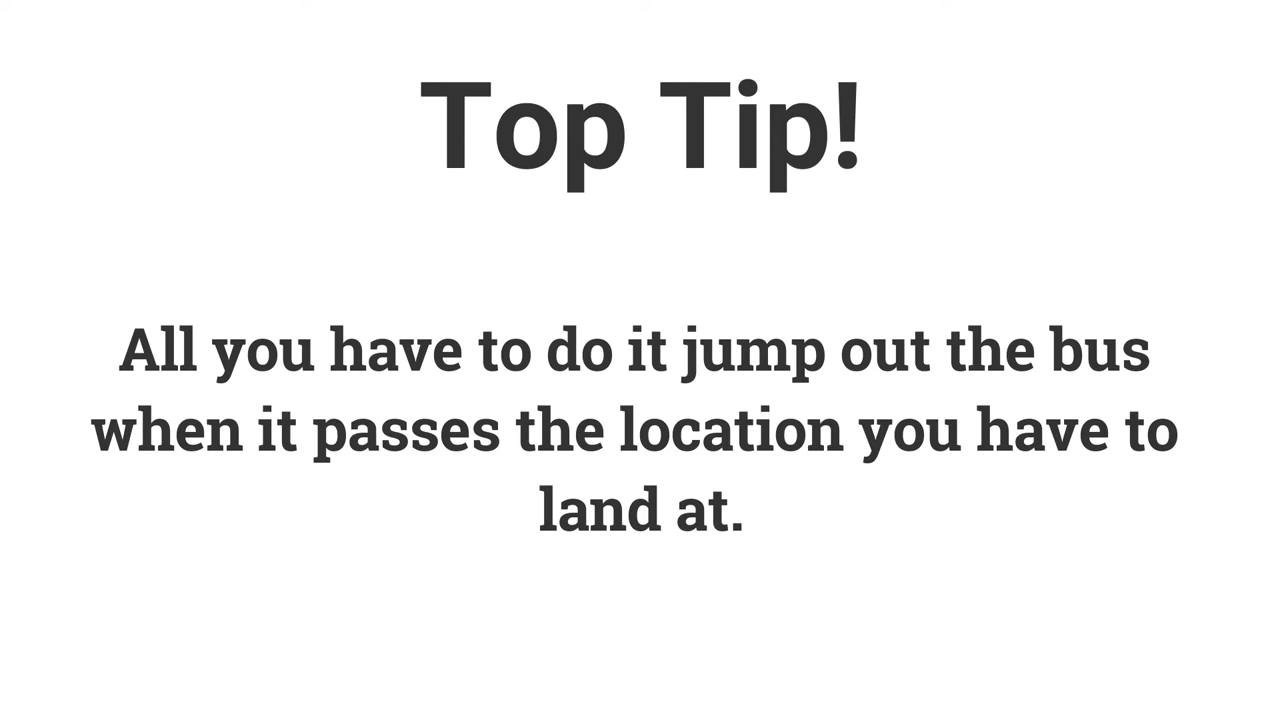 Top Tip!
All you have to do it jump out the bus
when it passes the location you have to
land at.